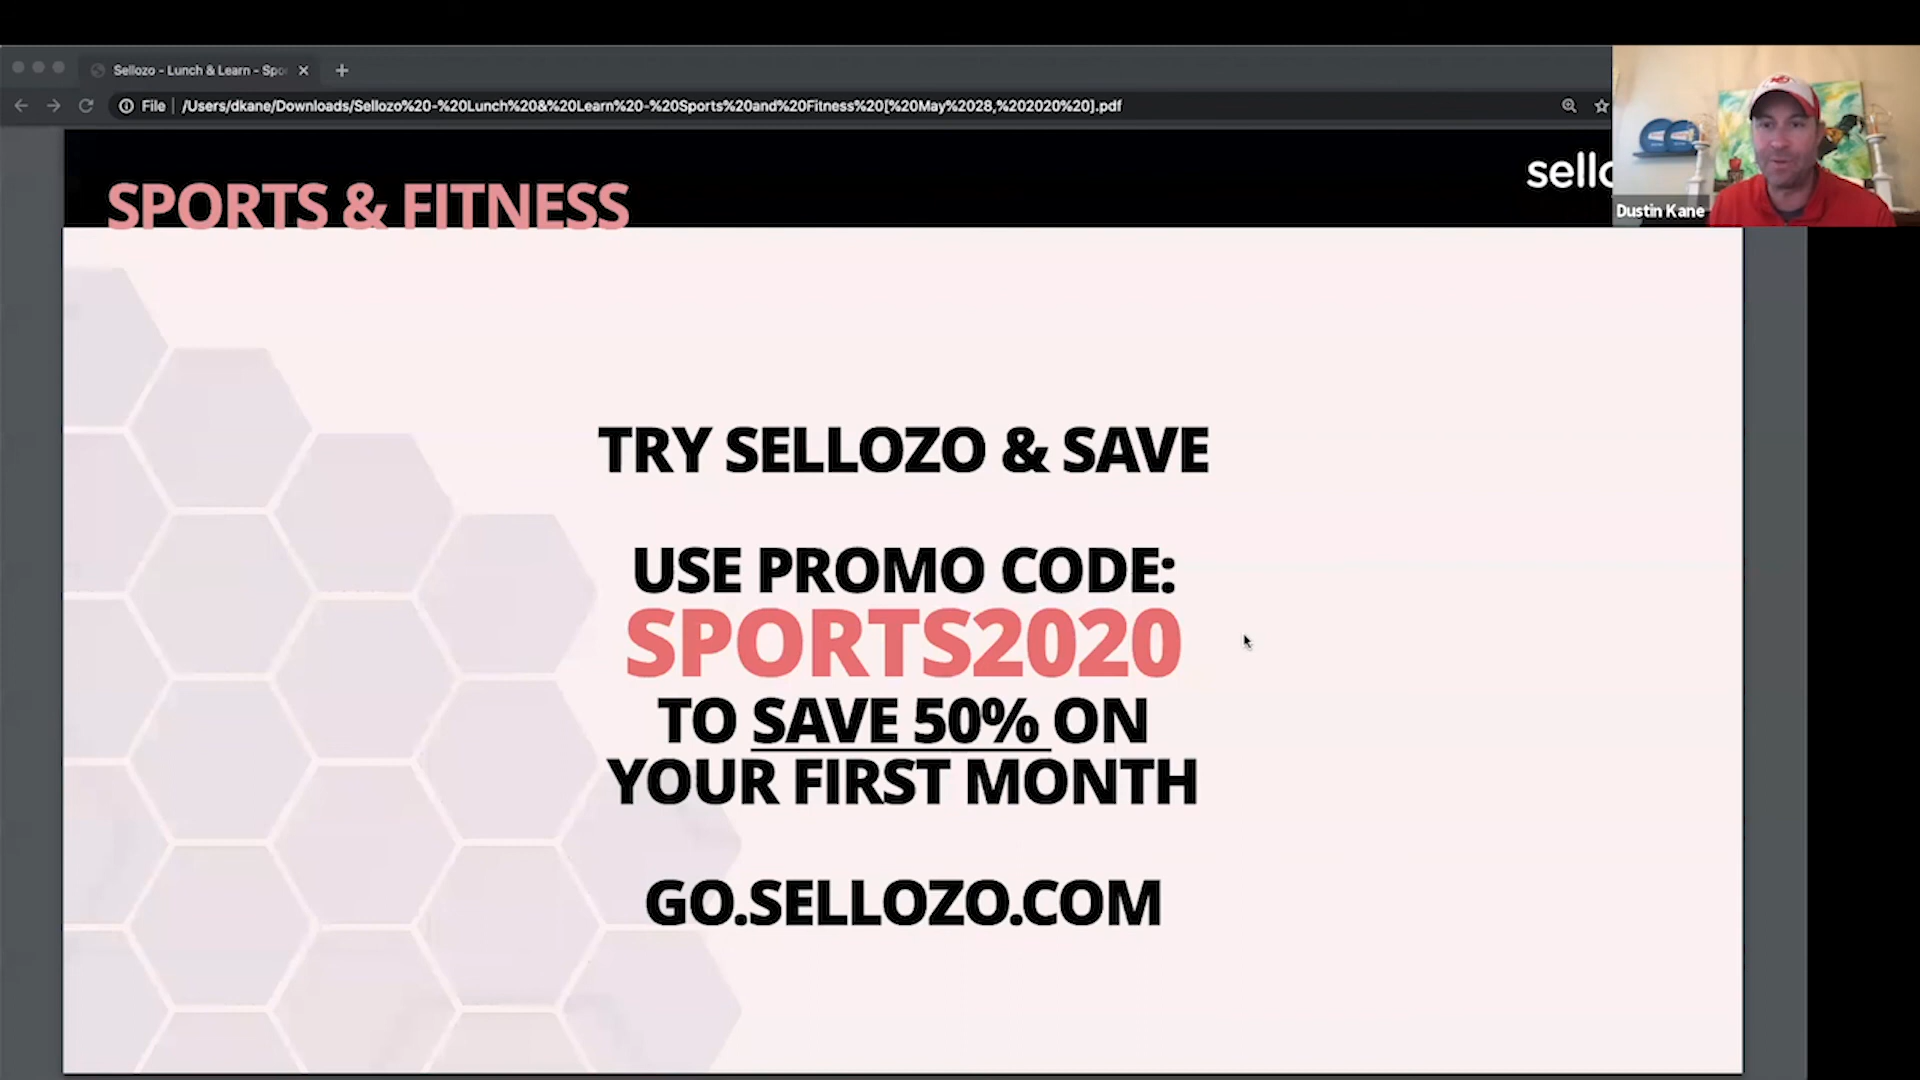 Sellozo - Lunch & Learn - Spo
File
/Users/dkane/Downloads/Sellozo%20-%20Lunch%20&%20Learn%20-%20Sports%20and%20Fitness%20[%20May%2028,%202020%20].pdf
sello
Dustin Kane
SPORTS & FITNESS
TRY SELLOZO & SAVE
USE PROMO CODE:
SPORTS2020
TO SAVE 50% ON
YOUR FIRST MONTH
GO.SELLOZO.COM